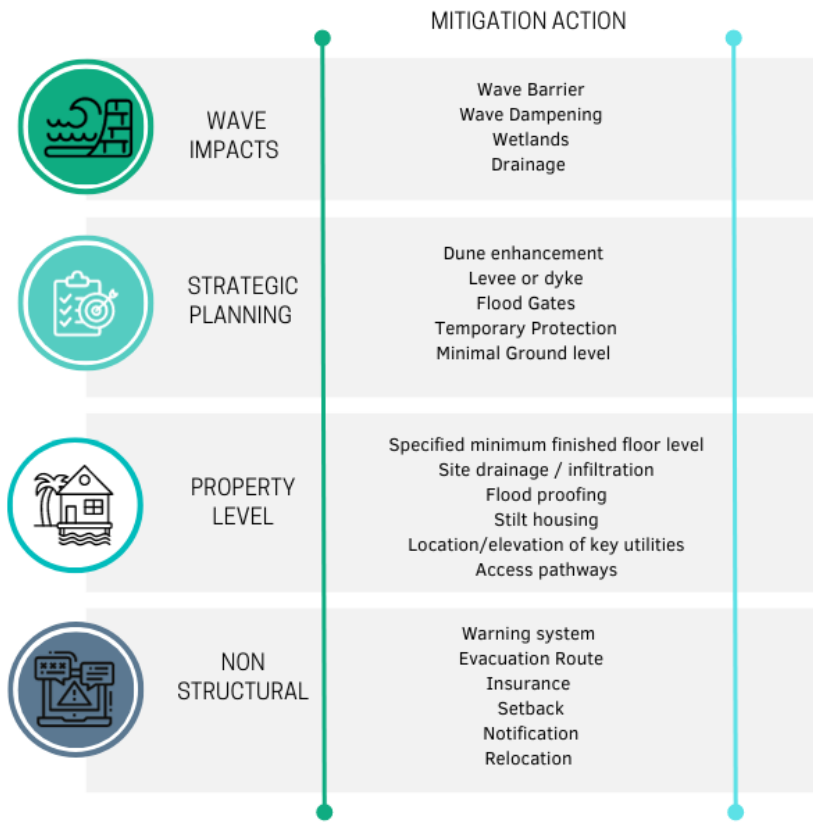 MITIGATION ACTION
WAVE
IMPACTS
Wave Barrier
Wave Dampening
Wetlands
Drainage
STRATEGIC
PLANNING
Dune enhancement
Levee or dyke
Flood Gates
Temporary Protection
Minimal Ground level
PROPERTY
LEVEL
Specified minimum finished floor level
Site drainage / infiltration
Flood proofing
Stilt housing
Location/elevation of key utilities
Access pathways
NON
STRUCTURAL
Warning system
Evacuation Route
Insurance
Setback
Notification
Relocation